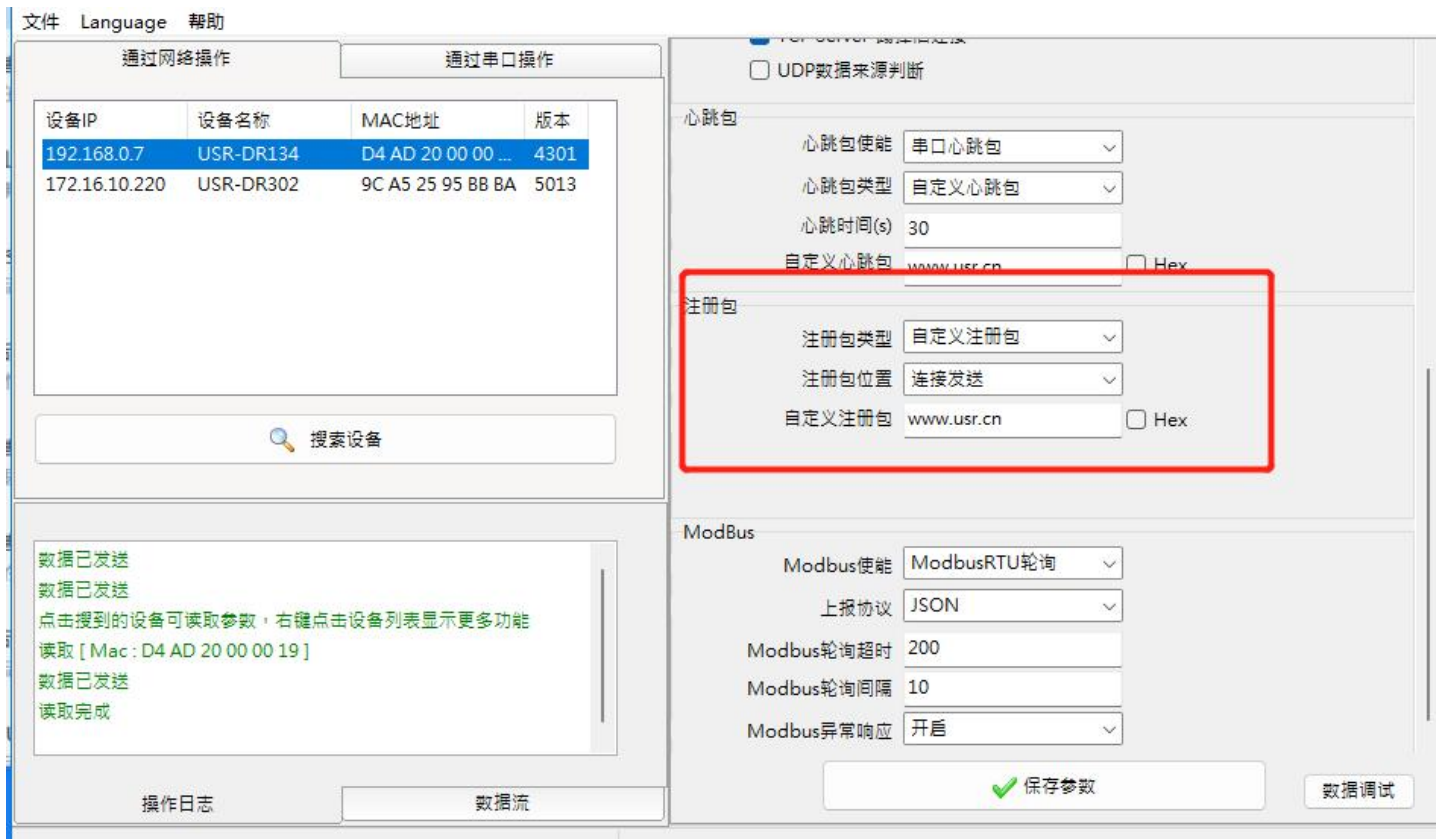 文件 Language 帮助
通过网络操作 通过串口操作
UDP数据来源判断
设备IP 设备名称 MAC地址 版本
192.168.0.7 USR-DR134 D4 AD 20 00 00 ... 4301
172.16.10.220 USR-DR302 9C A5 25 95 BB BA 5013
搜索设备
数据已发送
数据已发送
点击搜到的设备可读取参数，右键点击设备列表显示更多功能
读取 [ Mac : D4 AD 20 00 00 19 ]
数据已发送
读取完成
操作日志 数据流
心跳包
心跳包使能 串口心跳包
心跳包类型 自定义心跳包
心跳时间(s) 30
自定义心跳包 www.usr.cn Hex
注册包
注册包类型 自定义注册包
注册包位置 连接发送
自定义注册包 www.usr.cn Hex
ModBus
Modbus使能 ModbusRTU轮询
上报协议 JSON
Modbus轮询超时 200
Modbus轮询间隔 10
Modbus异常响应 开启
保存参数 数据调试